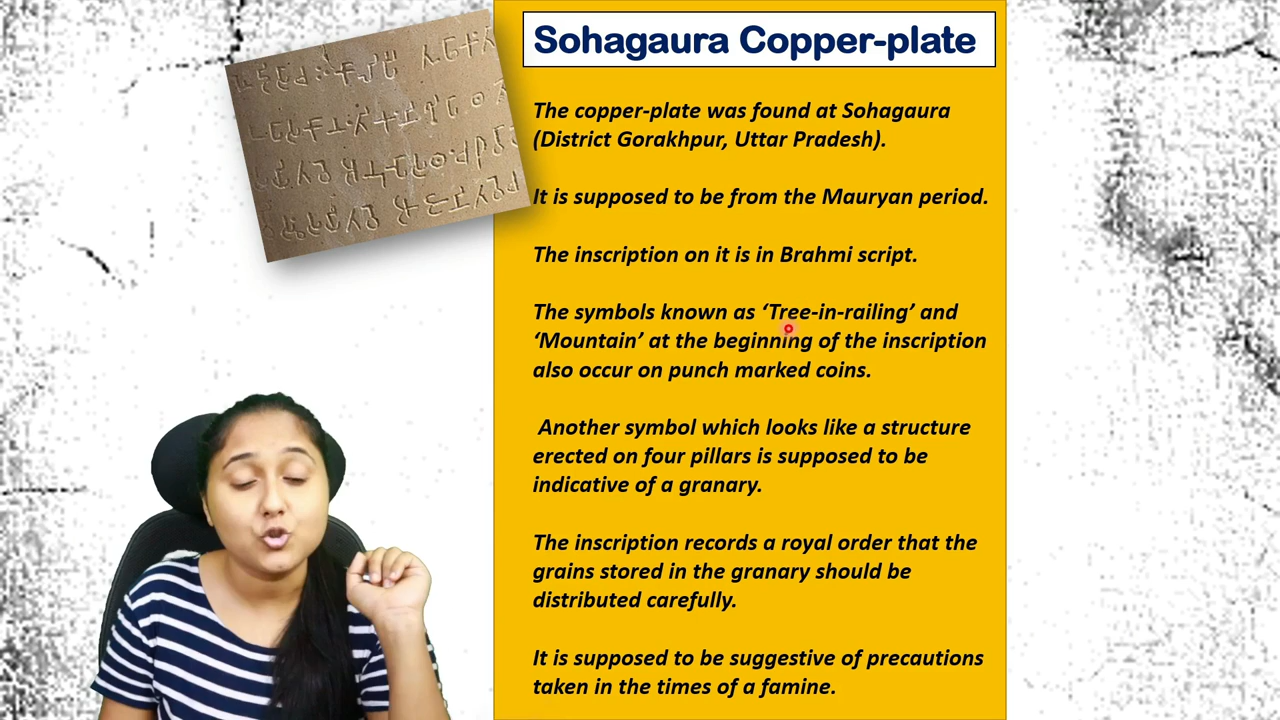 Sohagaura Copper-plate
The copper-plate was found at Sohagaura
(District Gorakhpur, Uttar Pradesh).
It is supposed to be from the Mauryan period.
The inscription on it is in Brahmi script.
The symbols known as ‘Tree-in-railing’ and
‘Mountain’ at the beginning of the inscription
also occur on punch marked coins.
Another symbol which looks like a structure
erected on four pillars is supposed to be
indicative of a granary.
The inscription records a royal order that the
grains stored in the granary should be
distributed carefully.
It is supposed to be suggestive of precautions
taken in the times of a famine.